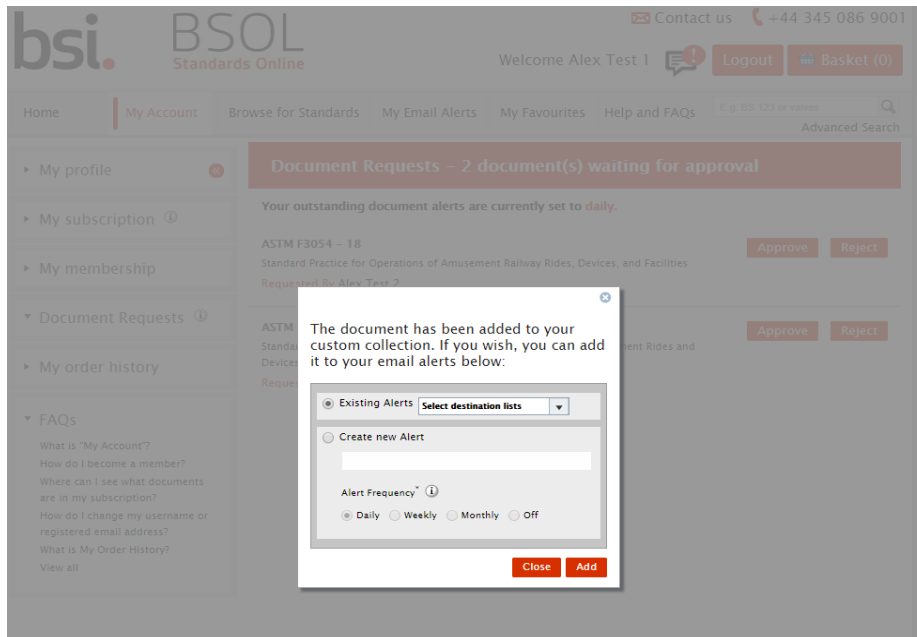 bsi.
BSOL
Standards Online
Contact us
+44 345 086 9001
Welcome Alex Test 1
Logout
Basket (0)
Home
My Account
Browse for Standards
My Email Alerts
My Favourites
Help and FAQs
E.g. BS 123 or valves
Advanced Search
My profile
My subscription
My membership
Document Requests
My order history
FAQs
What is "My Account"?
How do I become a member?
Where can I see what documents
are in my subscription?
How do I change my username or
registered email address?
What is My Order History?
View all
Document Requests – 2 document(s) waiting for approval
Your outstanding document alerts are currently set to daily.
ASTM F3054 – 18
Standard Practice for Operations of Amusement Railway Rides, Devices, and Facilities
Requested By Alex Test 2
Approve
Reject
ASTM
ent Rides and
Approve
Reject
The document has been added to your
custom collection. If you wish, you can add
it to your email alerts below:
Existing Alerts
Select destination lists
Create new Alert
Alert Frequency*
Daily
Weekly
Monthly
Off
Close
Add